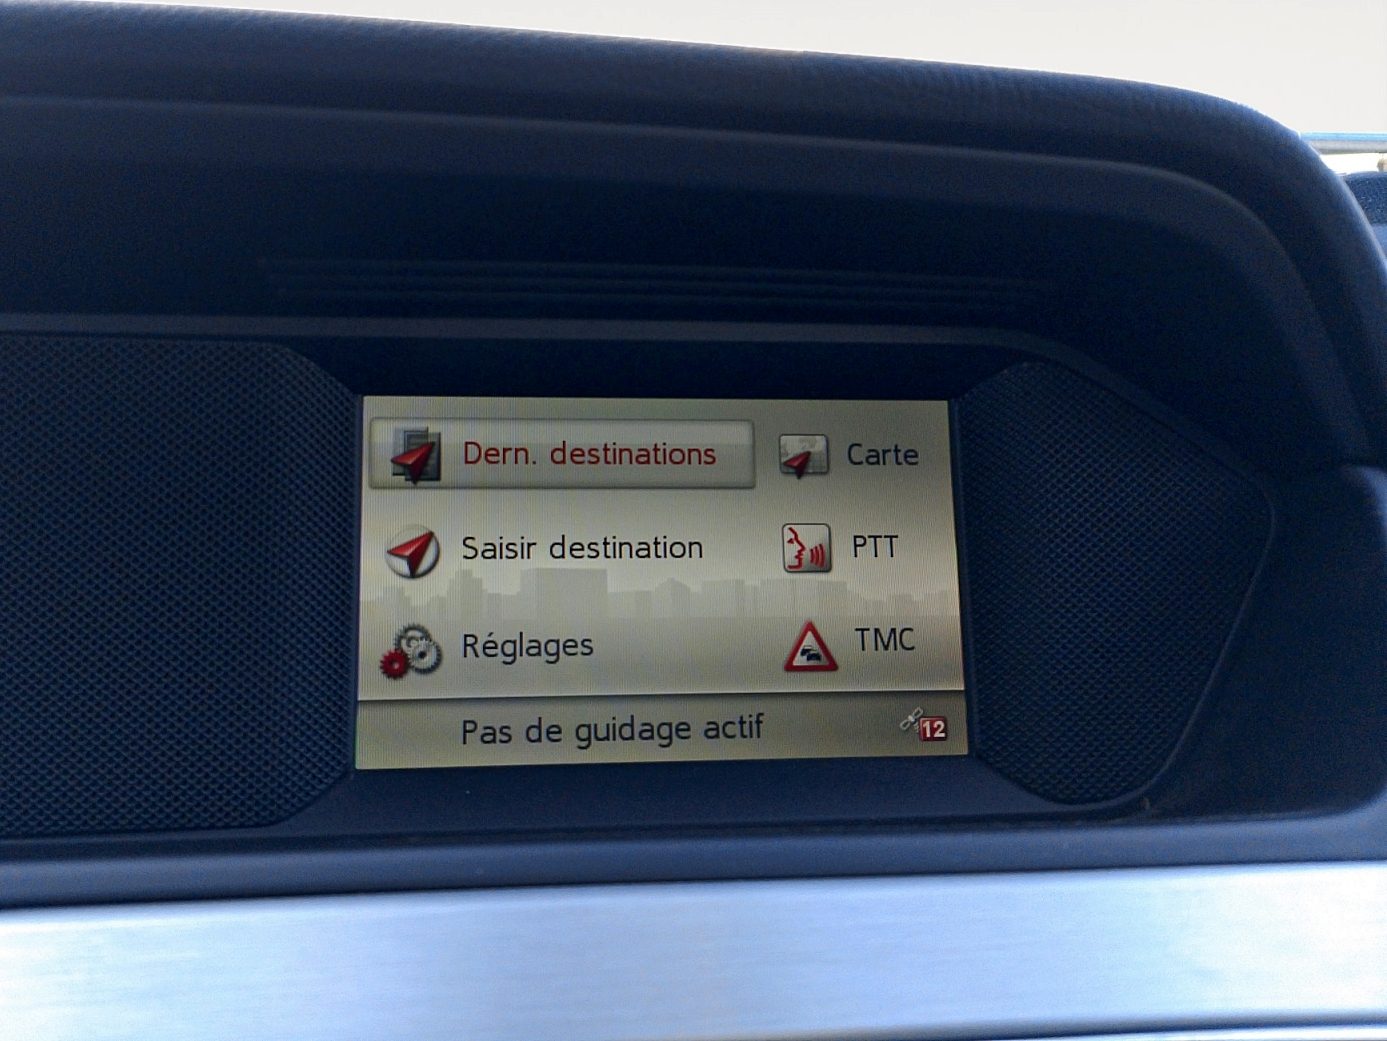 Dern. destinations
Carte
Saisir destination
PTT
Réglages
TMC
Pas de guidage actif
12